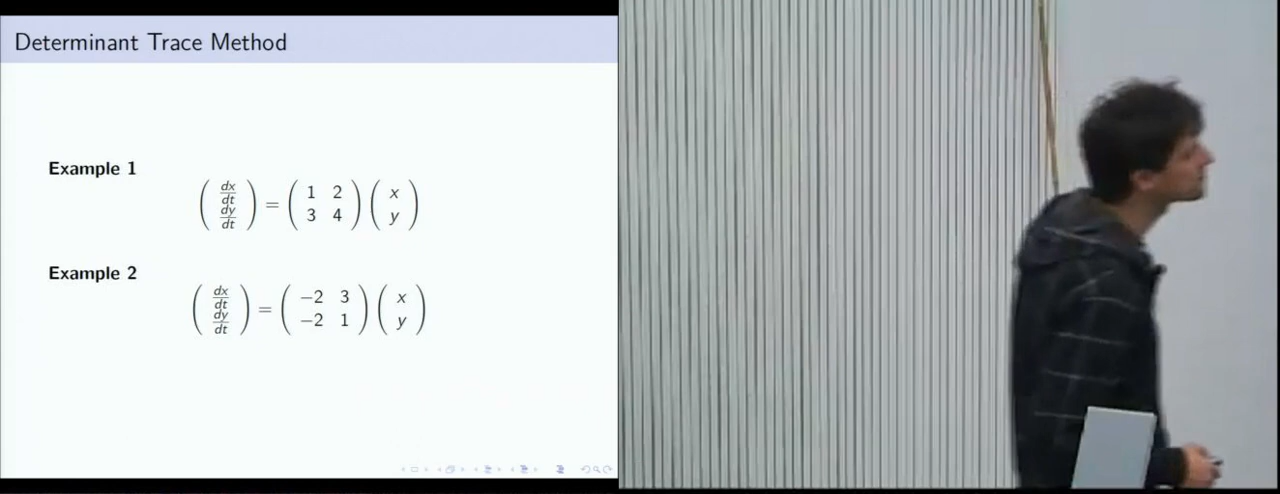 Determinant Trace Method
Example 1
( dx/dt dy/dt ) = ( 1 2 3 4 ) ( x y )
Example 2
( dx/dt dy/dt ) = ( −2 3 −2 1 ) ( x y )